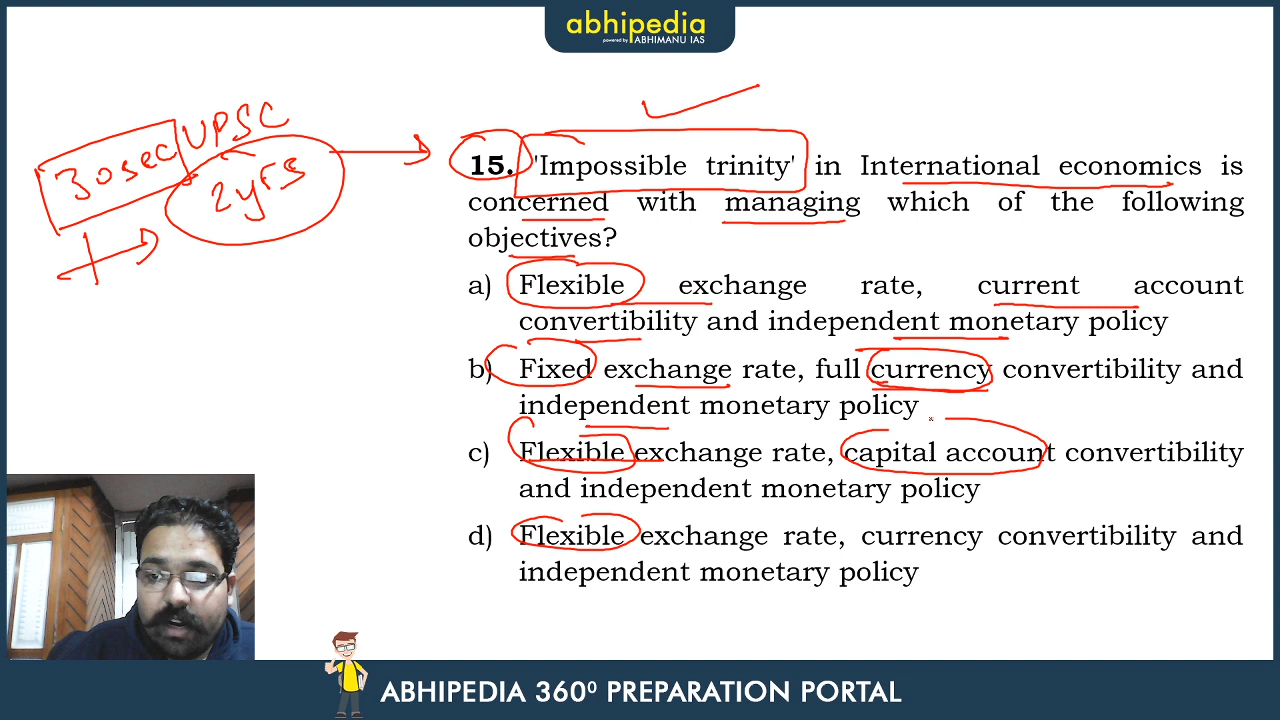 abhipedia
powered by ABHIMANU IAS
30sec UPSC
2yrs
15. 'Impossible trinity' in International economics is
concerned with managing which of the following
objectives?
a) Flexible exchange rate, current account
convertibility and independent monetary policy
b) Fixed exchange rate, full currency convertibility and
independent monetary policy
c) Flexible exchange rate, capital account convertibility
and independent monetary policy
d) Flexible exchange rate, currency convertibility and
independent monetary policy
ABHIPEDIA 360⁰ PREPARATION PORTAL